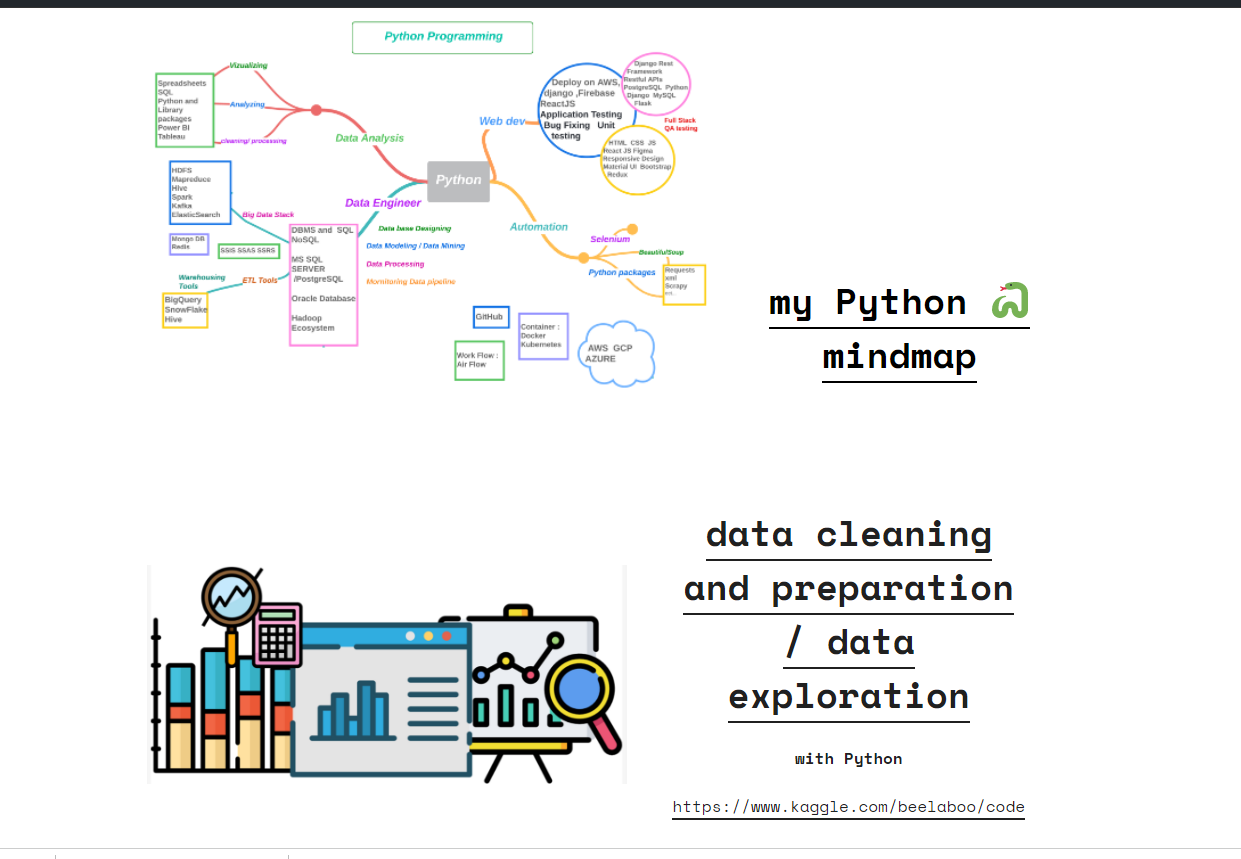 Python Programming
Vizualizing
Spreadsheets
SQL
Python and
Library
packages
Power BI
Tableau
Analyzing
cleaning/ processing
Data Analysis
HDFS
Mapreduce
Hive
Spark
Kafka
ElasticSearch
Big Data Stack
Mongo DB
Redis
SSIS SSAS SSRS
Warehousing
Tools
ETL Tools
BigQuery
SnowFlake
Hive
Data Engineer
DBMS and SQL
NoSQL
MS SQL
SERVER
/PostgreSQL
Oracle Database
Hadoop
Ecosystem
Data base Designing
Data Modeling / Data Mining
Data Processing
Mornitoring Data pipeline
Python
Web dev
Deploy on AWS,
django ,Firebase
ReactJS
Application Testing
Bug Fixing Unit
testing
Django Rest
Framework
Restful APIs
PostgreSQL Python
Django MySQL
Flask
Full Stack
QA testing
HTML CSS JS
React JS Figma
Responsive Design
Material UI Bootstrap
Redux
Automation
Selenium
BeautifulSoup
Python packages
Requests
xml
Scrapy
GitHub
Container :
Docker
Kubernetes
Work Flow :
Air Flow
AWS GCP
AZURE
my Python 🐍
mindmap
data cleaning
and preparation
/ data
exploration
with Python
https://www.kaggle.com/beelaboo/code